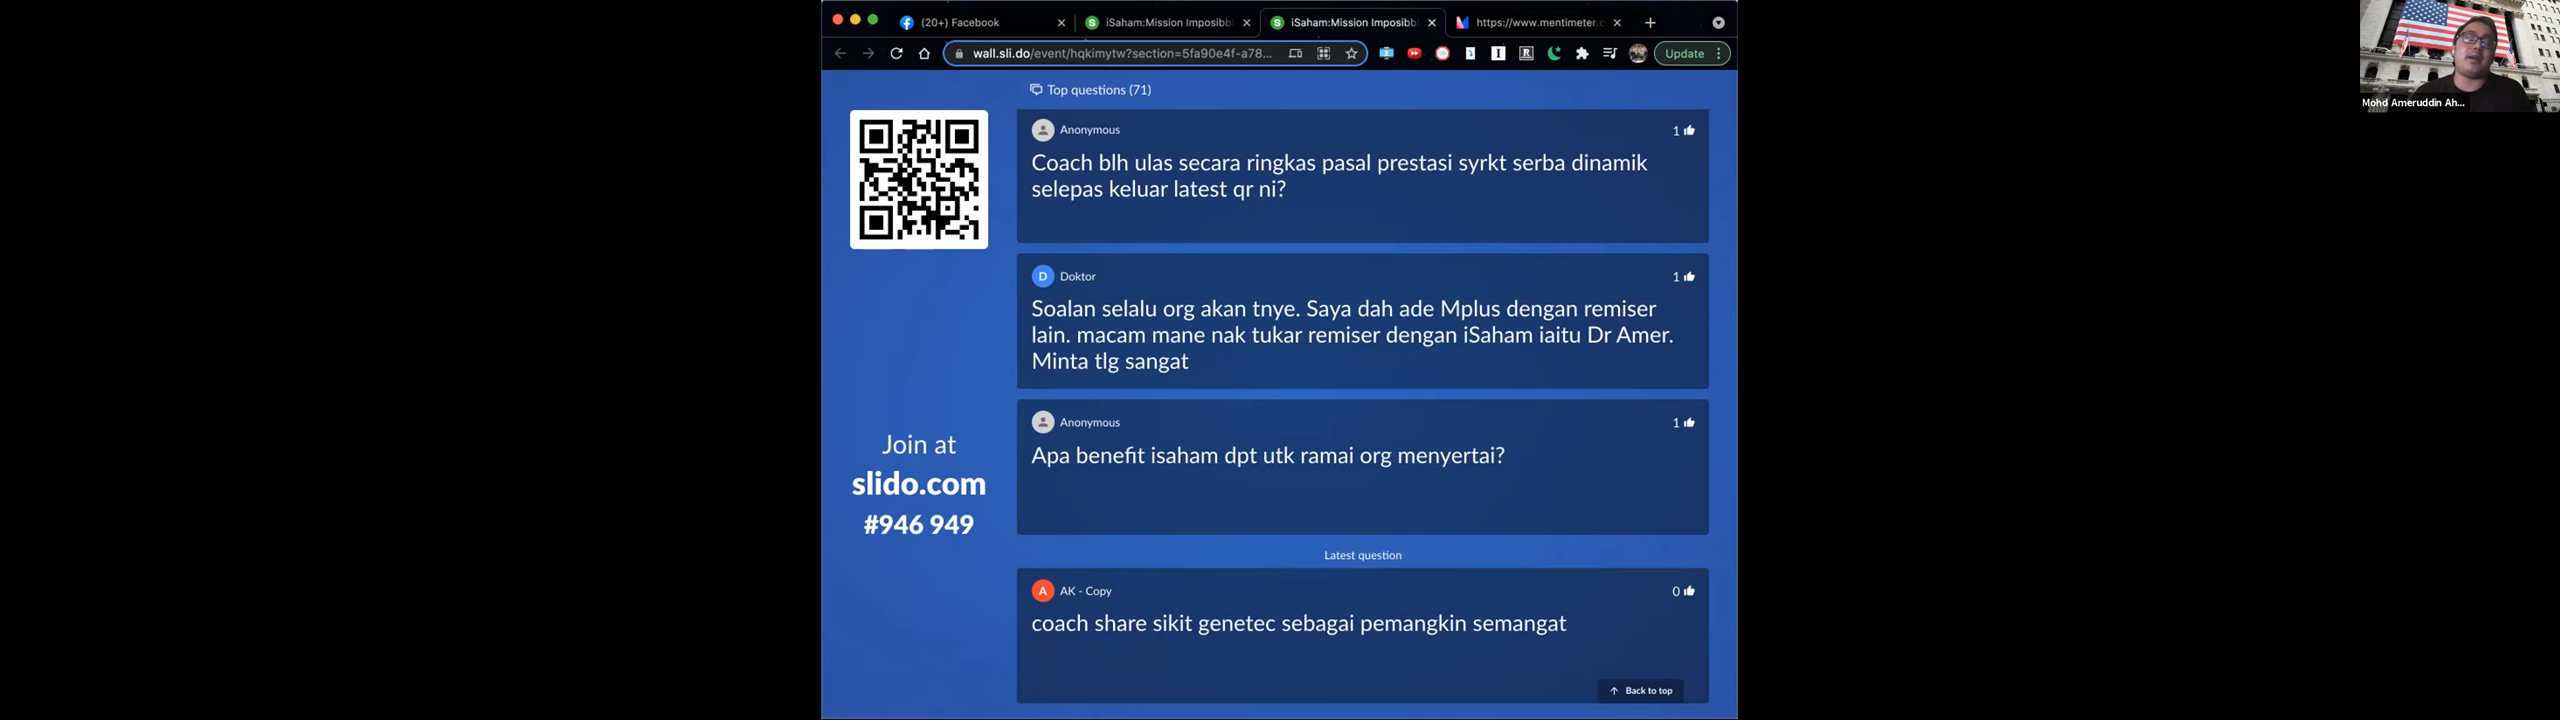 (20+) Facebook
iSaham:Mission Imposibb
iSaham:Mission Imposibb
https://www.mentimeter.c
wall.sli.do/event/hqkimytw?section=5fa90e4f-a78...
Update
Top questions (71)
Anonymous
1
Coach blh ulas secara ringkas pasal prestasi syrkt serba dinamik
selepas keluar latest qr ni?
D Doktor
1
Soalan selalu org akan tnye. Saya dah ade Mplus dengan remiser
lain. macam mane nak tukar remiser dengan iSaham iaitu Dr Amer.
Minta tlg sangat
Anonymous
1
Apa benefit isaham dpt utk ramai org menyertai?
Join at
slido.com
#946 949
Latest question
A AK - Copy
0
coach share sikit genetec sebagai pemangkin semangat
Back to top
Mohd Ameruddin Ah...